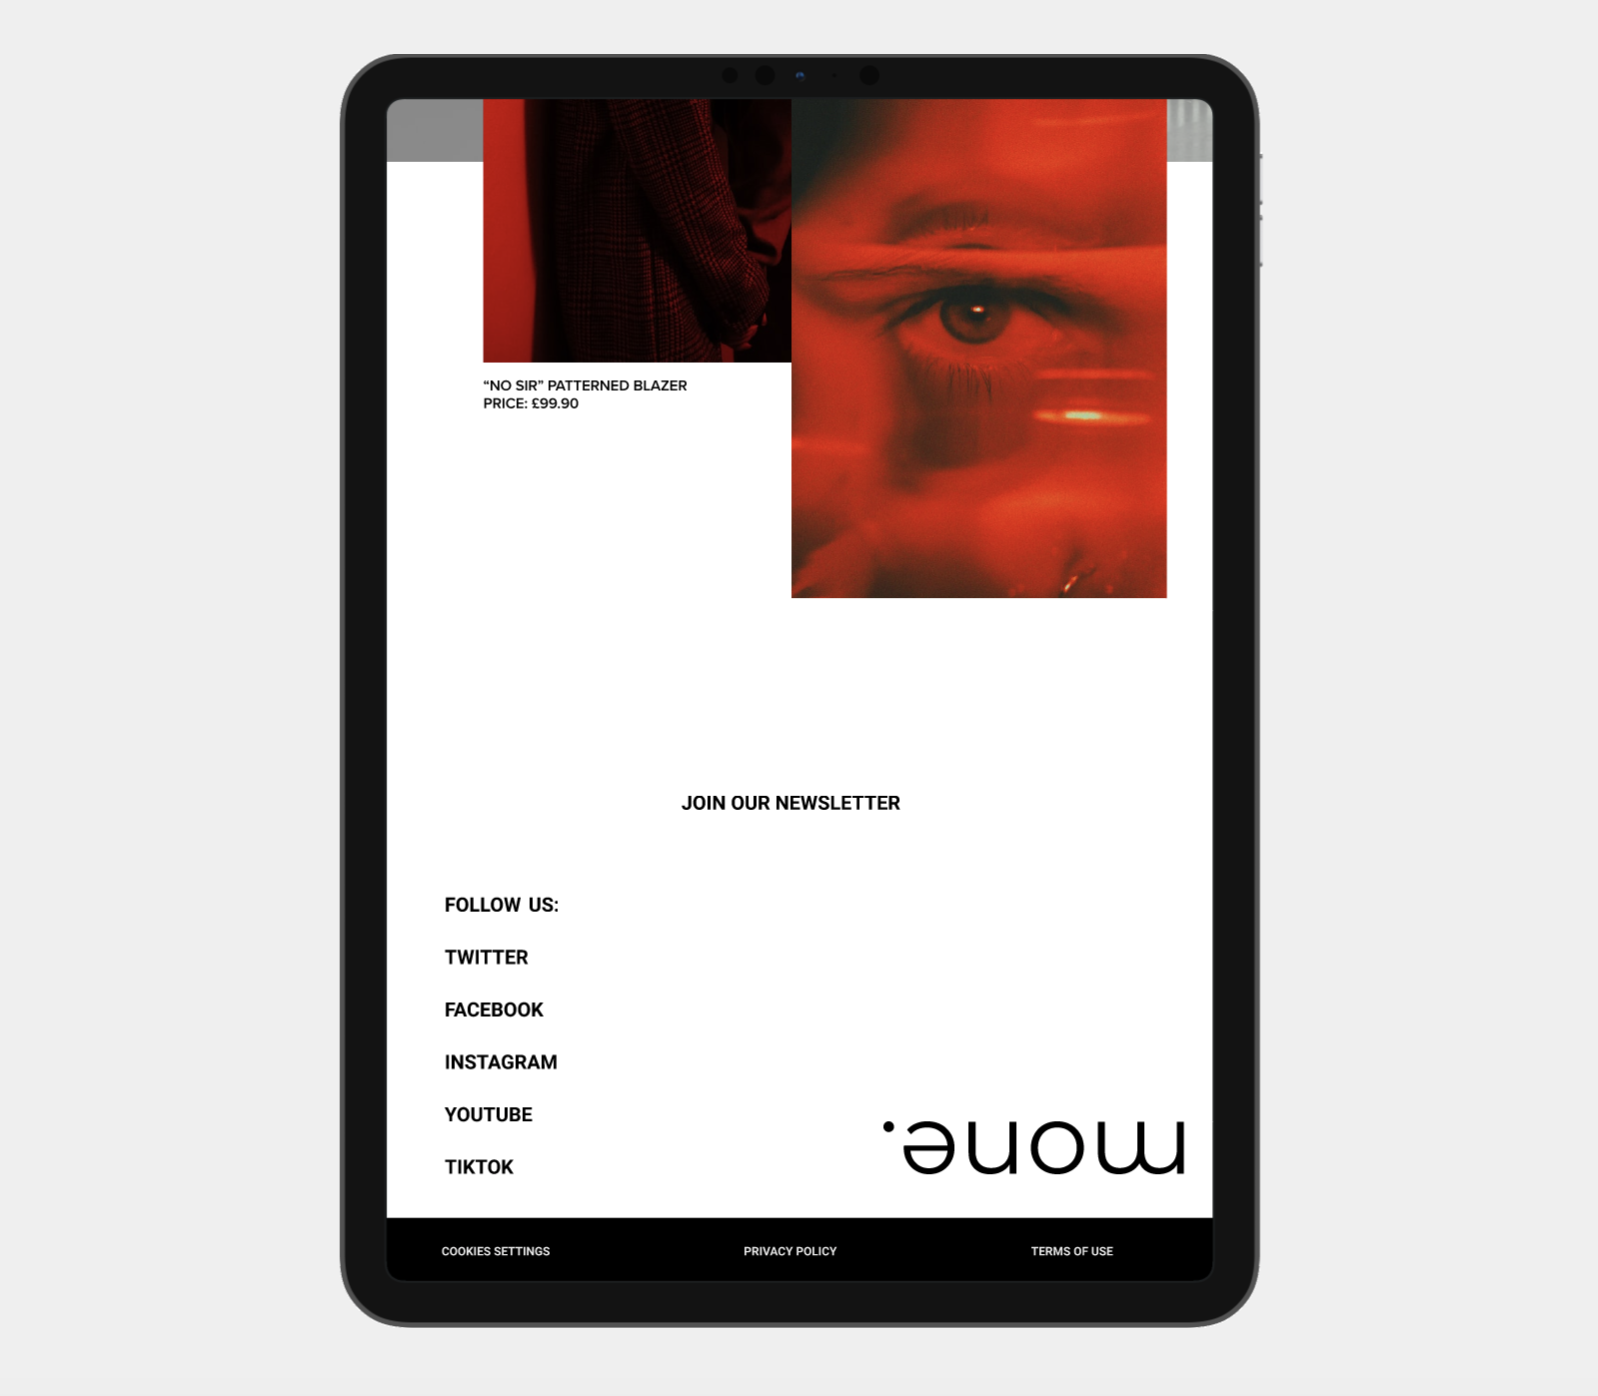 “NO SIR” PATTERNED BLAZER
PRICE: £99.90
JOIN OUR NEWSLETTER
FOLLOW US:
TWITTER
FACEBOOK
INSTAGRAM
YOUTUBE
TIKTOK
mone.
COOKIES SETTINGS
PRIVACY POLICY
TERMS OF USE